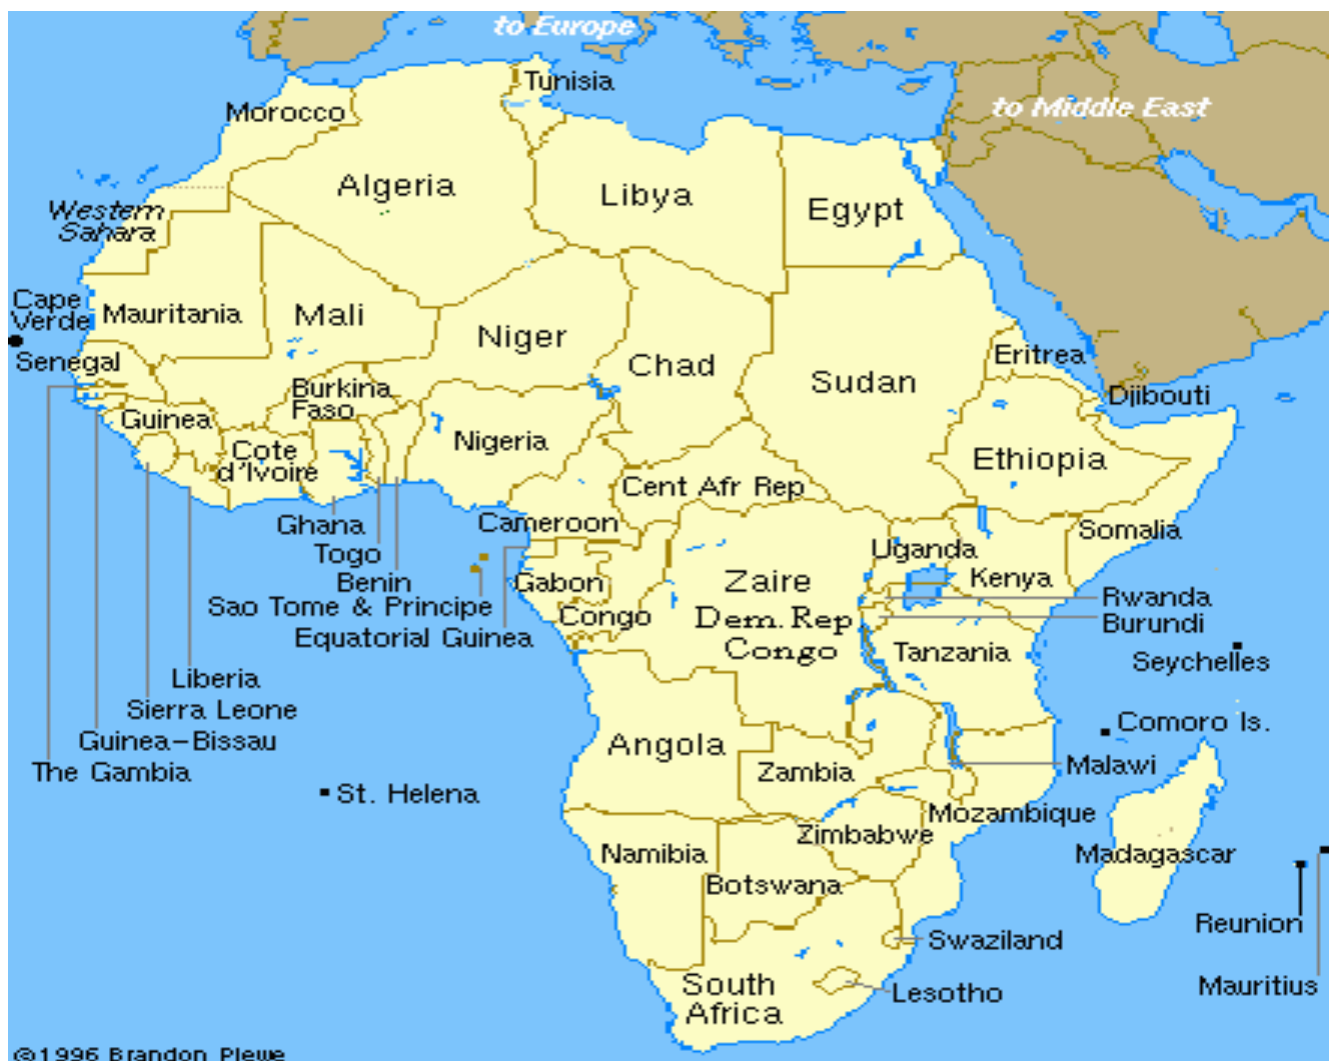 to Europe
Tunisia
to Middle East
Morocco
Algeria
Libya
Egypt
Western
Sahara
Cape
Verde
Mauritania
Mali
Niger
Chad
Sudan
Eritrea
Senegal
Burkina
Faso
Djibouti
Guinea
Cote
d'Ivoire
Nigeria
Ethiopia
Cent Afr Rep
Ghana
Cameroon
Somalia
Togo
Uganda
Benin
Gabon
Zaire
Kenya
Sao Tome & Principe
Rwanda
Congo
Dem. Rep
Congo
Burundi
Equatorial Guinea
Tanzania
Seychelles
Liberia
Sierra Leone
Guinea-Bissau
The Gambia
Angola
Comoro Is.
Zambia
Malawi
St. Helena
Mozambique
Zimbabwe
Namibia
Madagascar
Botswana
Reunion
Swaziland
South
Africa
Lesotho
Mauritius
©1996 Brandon Plewe